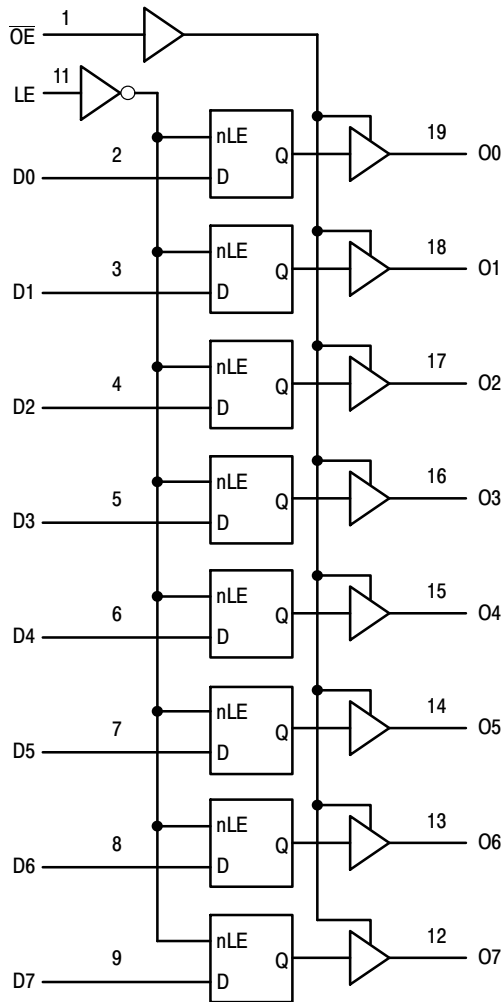 O̅E̅ 1
LE 11
nLE
D0 2 D Q 19 O0
nLE
D1 3 D Q 18 O1
nLE
D2 4 D Q 17 O2
nLE
D3 5 D Q 16 O3
nLE
D4 6 D Q 15 O4
nLE
D5 7 D Q 14 O5
nLE
D6 8 D Q 13 O6
nLE
D7 9 D Q 12 O7